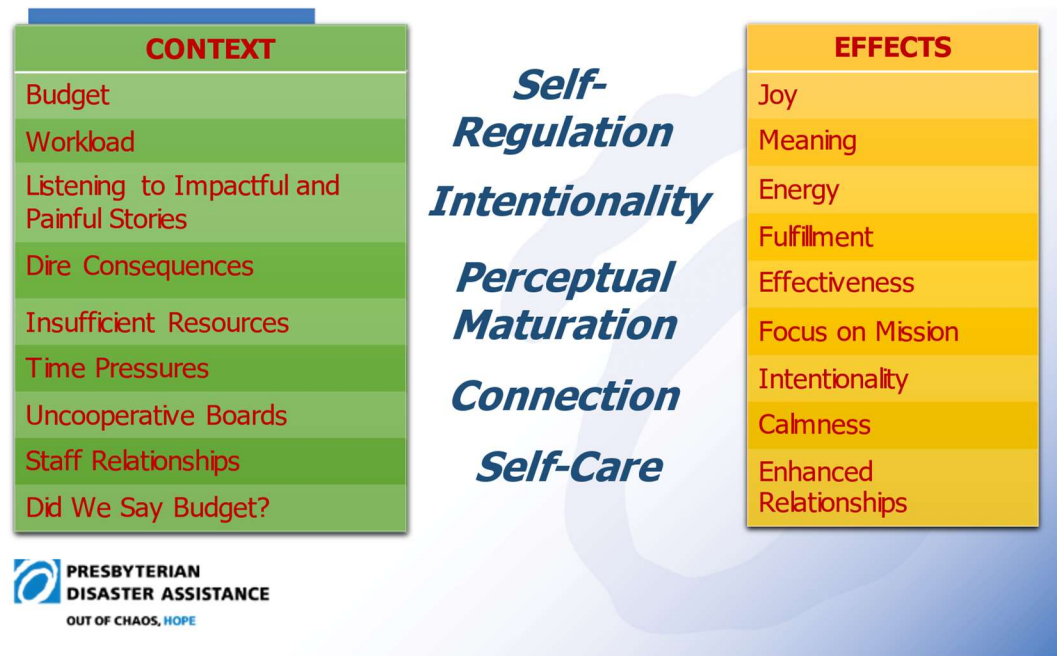 CONTEXT
Budget
Workload
Listening to Impactful and
Painful Stories
Dire Consequences
Insufficient Resources
Time Pressures
Uncooperative Boards
Staff Relationships
Did We Say Budget?
Self-
Regulation
Intentionality
Perceptual
Maturation
Connection
Self-Care
EFFECTS
Joy
Meaning
Energy
Fulfillment
Effectiveness
Focus on Mission
Intentionality
Calmness
Enhanced
Relationships
PRESBYTERIAN
DISASTER ASSISTANCE
OUT OF CHAOS, HOPE